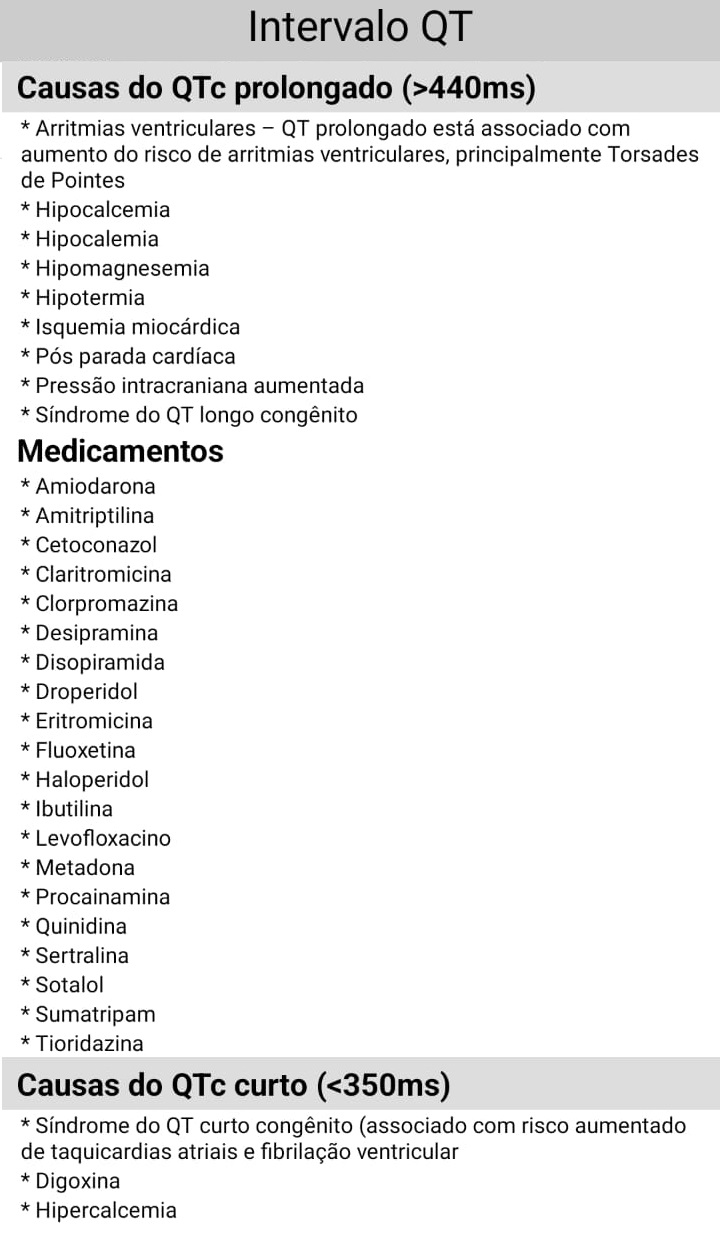 Intervalo QT
Causas do QTc prolongado (>440ms)
* Arritmias ventriculares – QT prolongado está associado com
aumento do risco de arritmias ventriculares, principalmente Torsades
de Pointes
* Hipocalcemia
* Hipocalemia
* Hipomagnesemia
* Hipotermia
* Isquemia miocárdica
* Pós parada cardíaca
* Pressão intracraniana aumentada
* Síndrome do QT longo congênito
Medicamentos
* Amiodarona
* Amitriptilina
* Cetoconazol
* Claritromicina
* Clorpromazina
* Desipramina
* Disopiramida
* Droperidol
* Eritromicina
* Fluoxetina
* Haloperidol
* Ibutilina
* Levofloxacino
* Metadona
* Procainamina
* Quinidina
* Sertralina
* Sotalol
* Sumatripam
* Tioridazina
Causas do QTc curto (<350ms)
* Síndrome do QT curto congênito (associado com risco aumentado
de taquicardias atriais e fibrilação ventricular
* Digoxina
* Hipercalcemia